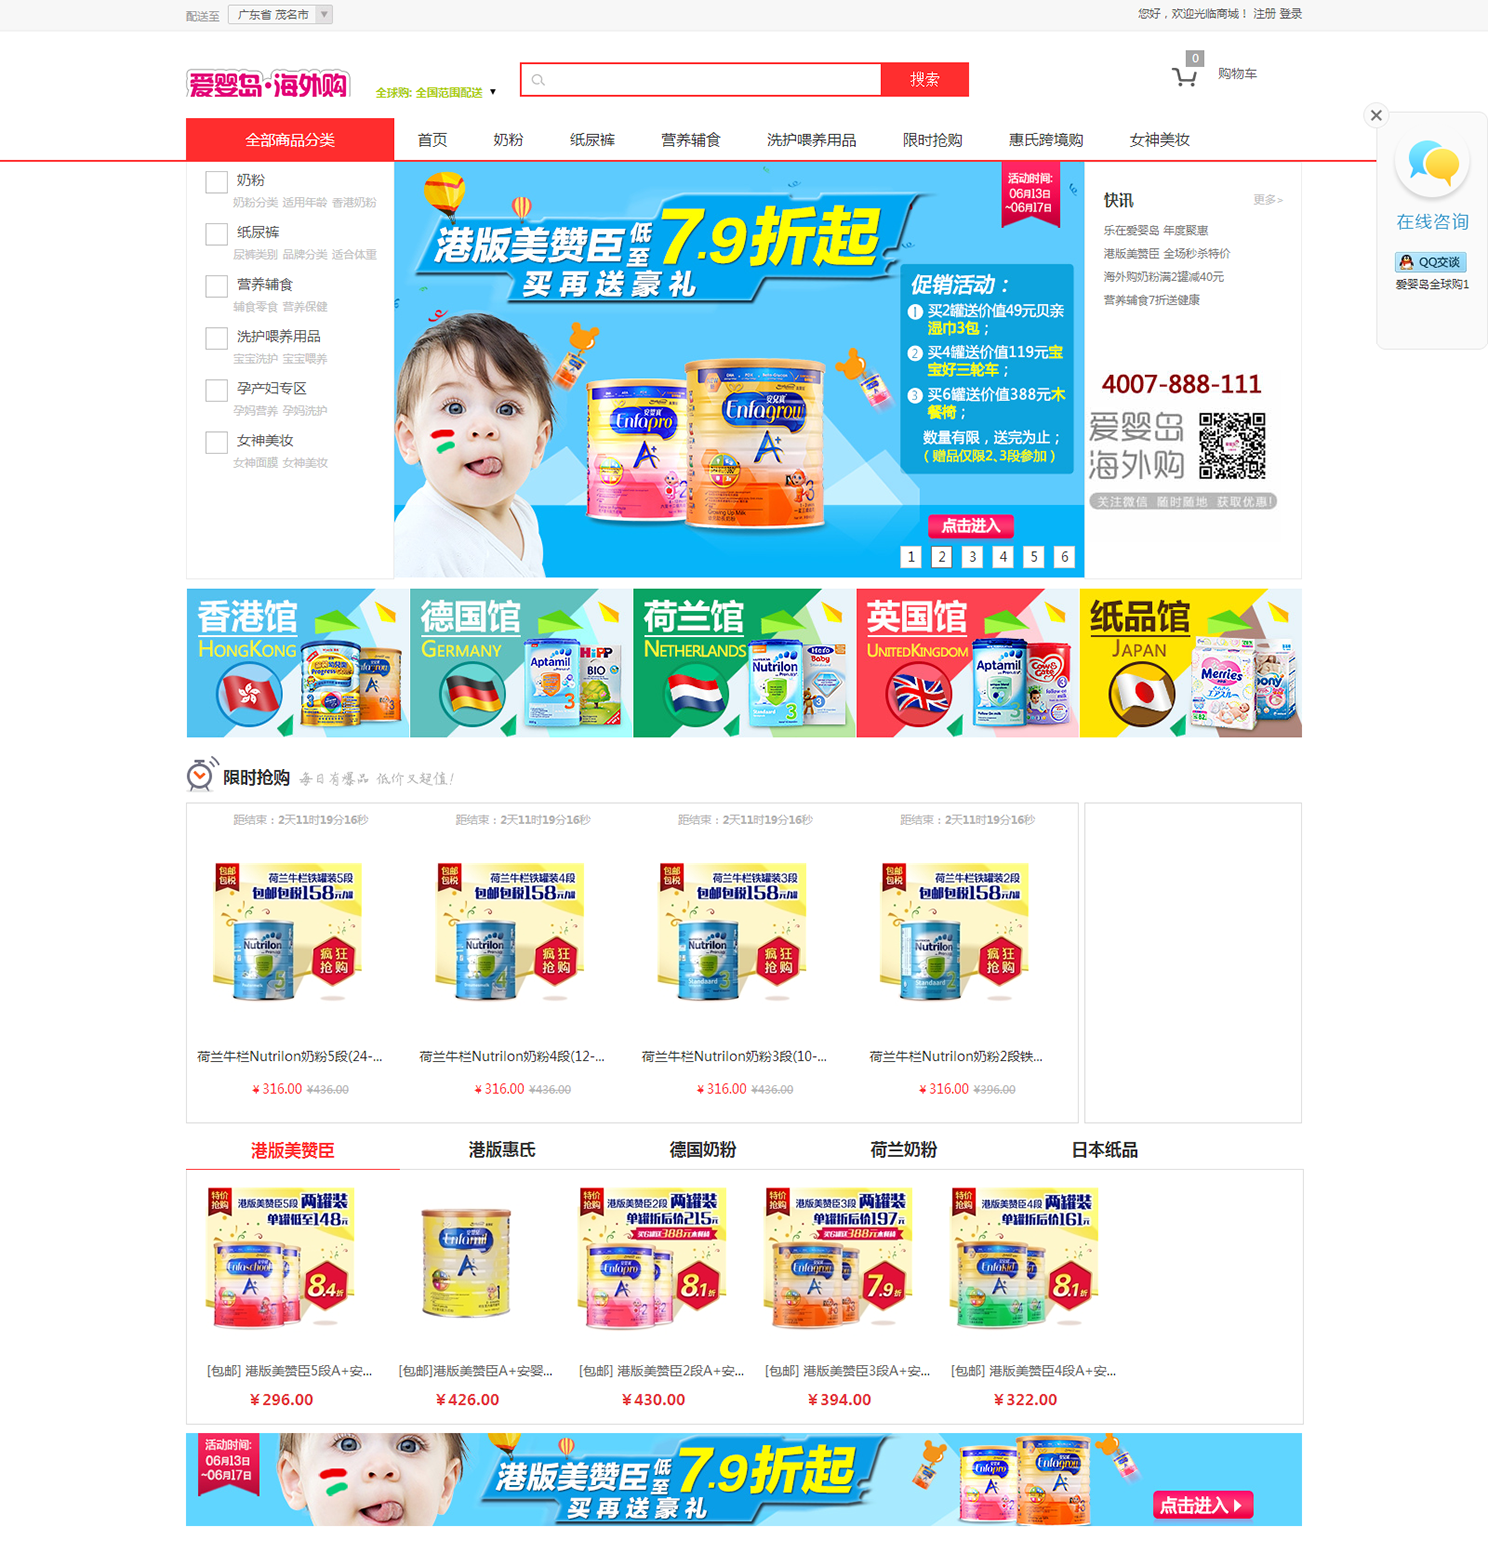 配送至 广东省 茂名市 ▼
您好，欢迎光临商城！ 注册 登录
爱婴岛·海外购
全球购: 全国范围配送 ▼
搜索
0
购物车
全部商品分类
首页 奶粉 纸尿裤 营养辅食 洗护喂养用品 限时抢购 惠氏跨境购 女神美妆
奶粉
奶粉分类 适用年龄 香港奶粉
纸尿裤
尿裤类别 品牌分类 适合体重
营养辅食
辅食零食 营养保健
洗护喂养用品
宝宝洗护 宝宝喂养
孕产妇专区
孕妈营养 孕妈洗护
女神美妆
女神面膜 女神美妆
活动时间:
06月13日
~06月17日
港版美赞臣低至7.9折起
买再送豪礼
促销活动：
1 买2罐送价值49元贝亲
湿巾3包；
2 买4罐送价值119元宝
宝好三轮车；
3 买6罐送价值388元木
餐椅；
数量有限，送完为止；
（赠品仅限2、3段参加）
Enfapro
A+
Enfagrow
A+
点击进入
1 2 3 4 5 6
快讯
更多>
乐在爱婴岛 年度聚惠
港版美赞臣 全场秒杀特价
海外购奶粉满2罐减40元
营养辅食7折送健康
4007-888-111
爱婴岛
海外购
关注微信 随时随地 获取优惠!
在线咨询
QQ交谈
爱婴岛全球购1
香港馆
HONGKONG
德国馆
GERMANY
Aptamil
3
HiPP
BIO
荷兰馆
NETHERLANDS
Nutrilon
Standaard 3
Hero Baby
3
英国馆
UNITEDKINGDOM
Aptamil
3
Cow&Gate
纸品馆
JAPAN
Merries
限时抢购
每日有爆品 低价又超值！
距结束：2天11时19分16秒
距结束：2天11时19分16秒
距结束：2天11时19分16秒
距结束：2天11时19分16秒
包邮包税
荷兰牛栏铁罐装5段
包邮包税158元/罐
Nutrilon
5
疯狂抢购
包邮包税
荷兰牛栏铁罐装4段
包邮包税158元/罐
Nutrilon
4
疯狂抢购
包邮包税
荷兰牛栏铁罐装3段
包邮包税158元/罐
Nutrilon
Standaard 3
疯狂抢购
包邮包税
荷兰牛栏铁罐装2段
包邮包税158元/罐
Nutrilon
Standaard 2
疯狂抢购
荷兰牛栏Nutrilon奶粉5段(24-...
荷兰牛栏Nutrilon奶粉4段(12-...
荷兰牛栏Nutrilon奶粉3段(10-...
荷兰牛栏Nutrilon奶粉2段铁...
¥ 316.00 ¥436.00
¥ 316.00 ¥436.00
¥ 316.00 ¥436.00
¥ 316.00 ¥396.00
港版美赞臣 港版惠氏 德国奶粉 荷兰奶粉 日本纸品
特价抢购
港版美赞臣5段 两罐装
单罐低至148元
Enfaschool
A+
8.4折
Enfamil
A+
1
特价抢购
港版美赞臣2段 两罐装
单罐折后价215元
买6罐送388元木餐椅
Enfapro
A+
8.1折
特价抢购
港版美赞臣3段 两罐装
单罐折后价197元
买6罐送388元木餐椅
Enfagrow
A+
7.9折
特价抢购
港版美赞臣4段 两罐装
单罐折后价161元
Enfakid
A+
8.1折
[包邮] 港版美赞臣5段A+安...
[包邮]港版美赞臣A+安婴...
[包邮] 港版美赞臣2段A+安...
[包邮] 港版美赞臣3段A+安...
[包邮] 港版美赞臣4段A+安...
¥ 296.00
¥ 426.00
¥ 430.00
¥ 394.00
¥ 322.00
活动时间:
06月13日
~06月17日
港版美赞臣低至7.9折起
买再送豪礼
Enfapro
A+
Enfagrow
A+
点击进入